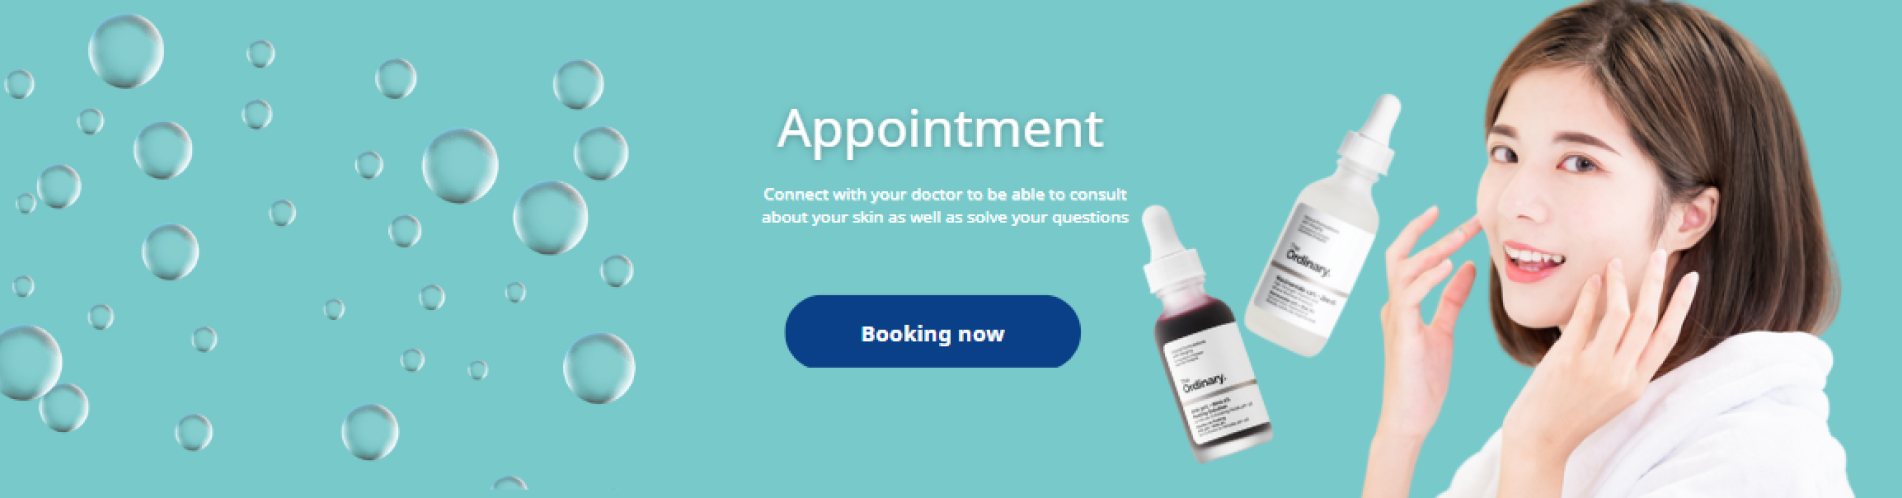 Appointment
Connect with your doctor to be able to consult
about your skin as well as solve your questions
Booking now
The
Ordinary.
The
Ordinary.